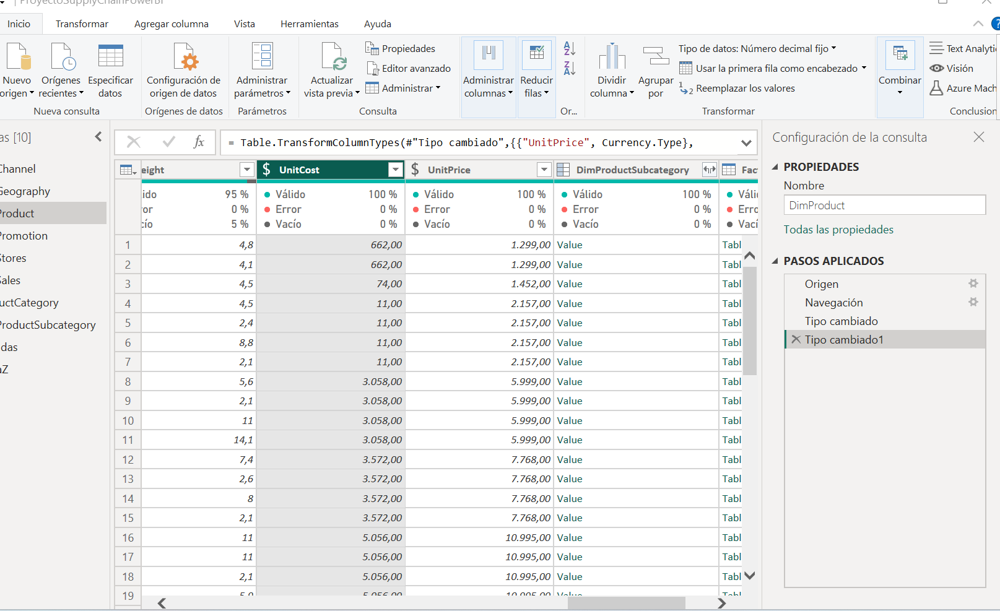 ProyectoSupplyChainPowerBI
Inicio Transformar Agregar columna Vista Herramientas Ayuda
Nuevo origen
Orígenes recientes
Especificar datos
Nueva consulta
Configuración de origen de datos
Orígenes de datos
Administrar parámetros
Parámetros
Actualizar vista previa
Propiedades
Editor avanzado
Administrar
Consulta
Administrar columnas
Reducir filas
Or...
Dividir columna
Agrupar por
Tipo de datos: Número decimal fijo
Usar la primera fila como encabezado
Reemplazar los valores
Transformar
Combinar
Text Analyti
Visión
Azure Mach
Conclusion
as [10]
Channel
Geography
Product
Promotion
Stores
Sales
uctCategory
ProductSubcategory
das
aZ
fx = Table.TransformColumnTypes(#"Tipo cambiado",{{"UnitPrice", Currency.Type},
eight $ UnitCost $ UnitPrice DimProductSubcategory Fac
ido 95 % Válido 100 % Válido 100 % Válido 100 % Váli
or 0 % Error 0 % Error 0 % Error 0 % Erro
cío 5 % Vacío 0 % Vacío 0 % Vacío 0 % Vací
1 4,8 662,00 1.299,00 Value Tabl
2 4,1 662,00 1.299,00 Value Tabl
3 4,5 74,00 1.452,00 Value Tabl
4 4,5 11,00 2.157,00 Value Tabl
5 2,4 11,00 2.157,00 Value Tabl
6 8,8 11,00 2.157,00 Value Tabl
7 2,1 11,00 2.157,00 Value Tabl
8 5,6 3.058,00 5.999,00 Value Tabl
9 2,1 3.058,00 5.999,00 Value Tabl
10 11 3.058,00 5.999,00 Value Tabl
11 14,1 3.058,00 5.999,00 Value Tabl
12 7,4 3.572,00 7.768,00 Value Tabl
13 2,6 3.572,00 7.768,00 Value Tabl
14 8 3.572,00 7.768,00 Value Tabl
15 2,1 3.572,00 7.768,00 Value Tabl
16 11 5.056,00 10.995,00 Value Tabl
17 11 5.056,00 10.995,00 Value Tabl
18 2,1 5.056,00 10.995,00 Value Tabl
19 5.056,00 10.995,00 Value Tabl
Configuración de la consulta
PROPIEDADES
Nombre
DimProduct
Todas las propiedades
PASOS APLICADOS
Origen
Navegación
Tipo cambiado
Tipo cambiado1